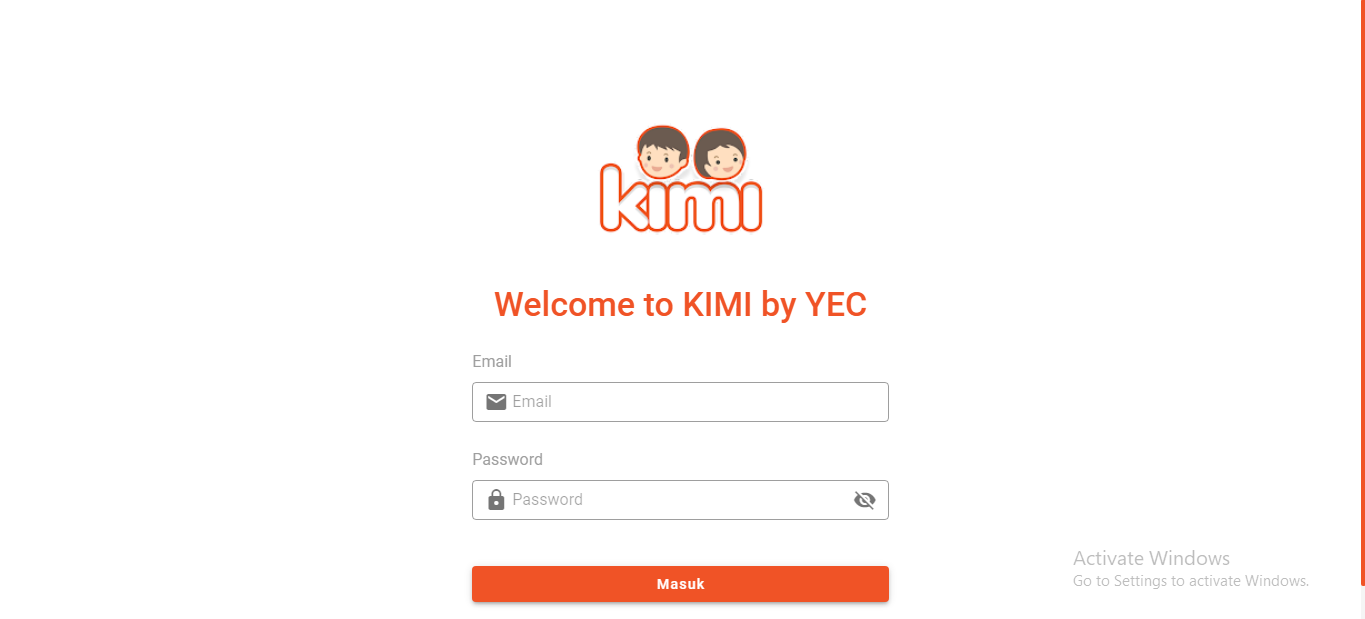 kimi
Welcome to KIMI by YEC
Email
Email
Password
Password
Masuk
Activate Windows
Go to Settings to activate Windows.